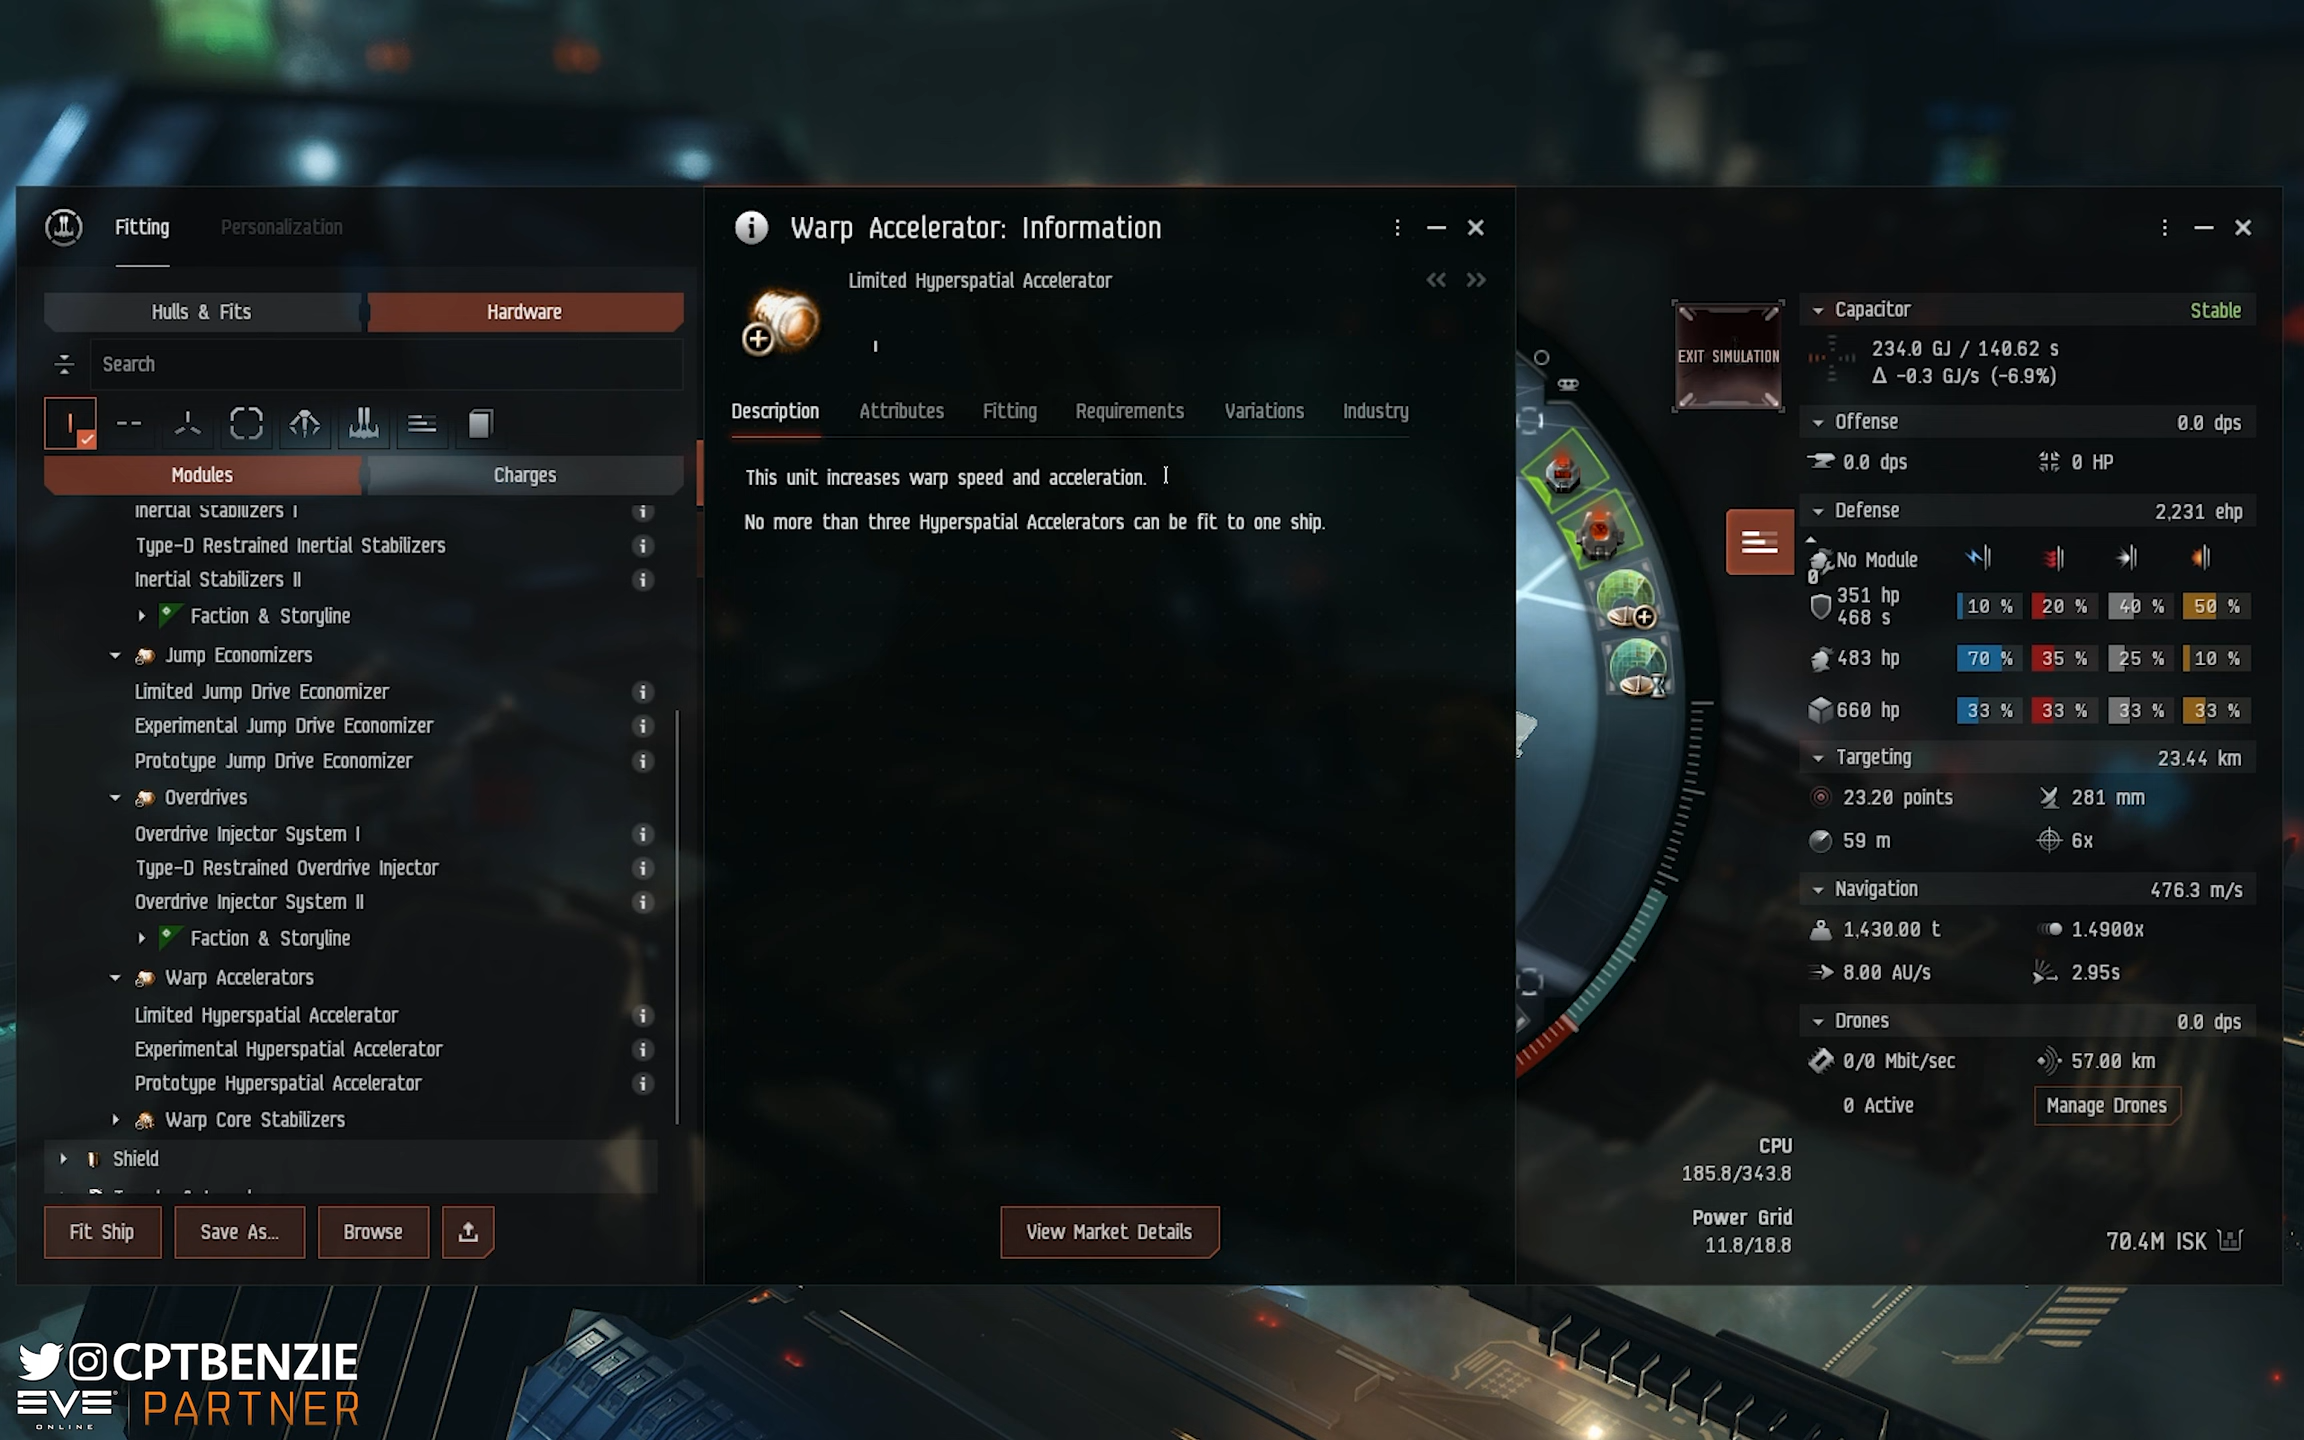 Fitting
Personalization
Hulls & Fits
Hardware
Search
Modules
Charges
Inertial Stabilizers I
Type-D Restrained Inertial Stabilizers
Inertial Stabilizers II
Faction & Storyline
Jump Economizers
Limited Jump Drive Economizer
Experimental Jump Drive Economizer
Prototype Jump Drive Economizer
Overdrives
Overdrive Injector System I
Type-D Restrained Overdrive Injector
Overdrive Injector System II
Faction & Storyline
Warp Accelerators
Limited Hyperspatial Accelerator
Experimental Hyperspatial Accelerator
Prototype Hyperspatial Accelerator
Warp Core Stabilizers
Shield
Fit Ship
Save As...
Browse
Warp Accelerator: Information
Limited Hyperspatial Accelerator
Description
Attributes
Fitting
Requirements
Variations
Industry
This unit increases warp speed and acceleration.
No more than three Hyperspatial Accelerators can be fit to one ship.
View Market Details
EXIT SIMULATION
Capacitor
Stable
234.0 GJ / 140.62 s
Δ -0.3 GJ/s (-6.9%)
Offense
0.0 dps
0.0 dps
0 HP
Defense
2,231 ehp
No Module
0
351 hp
468 s
10 %
20 %
40 %
50 %
483 hp
70 %
35 %
25 %
10 %
660 hp
33 %
33 %
33 %
33 %
Targeting
23.44 km
23.20 points
281 mm
59 m
6x
Navigation
476.3 m/s
1,430.00 t
1.4900x
8.00 AU/s
2.95s
Drones
0.0 dps
0/0 Mbit/sec
57.00 km
0 Active
Manage Drones
CPU
185.8/343.8
Power Grid
11.8/18.8
70.4M ISK
CPTBENZIE
EVE
ONLINE
PARTNER